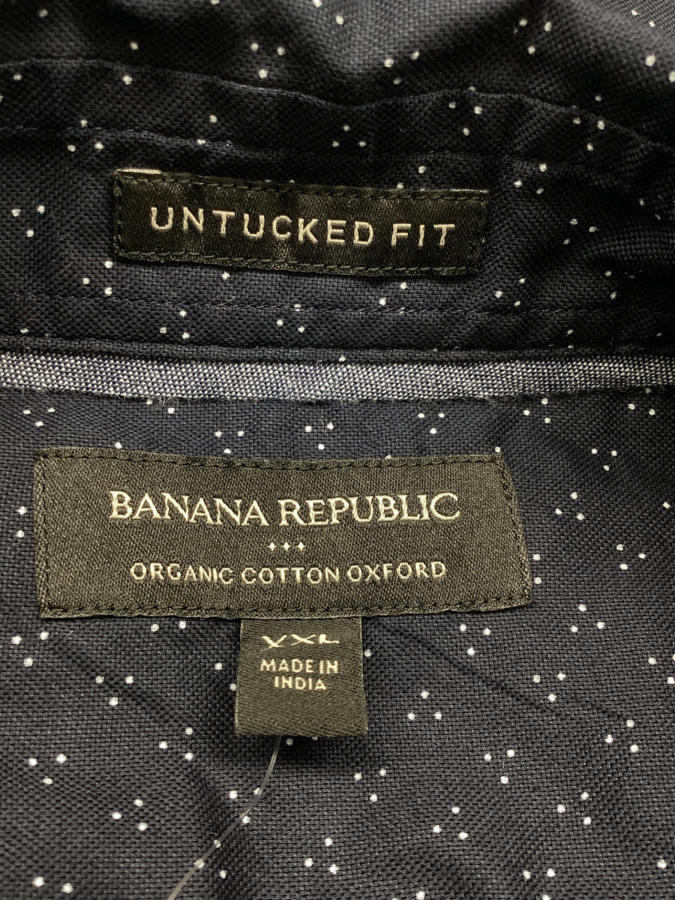 UNTUCKED FIT
BANANA REPUBLIC
ORGANIC COTTON OXFORD
XXL
MADE IN
INDIA